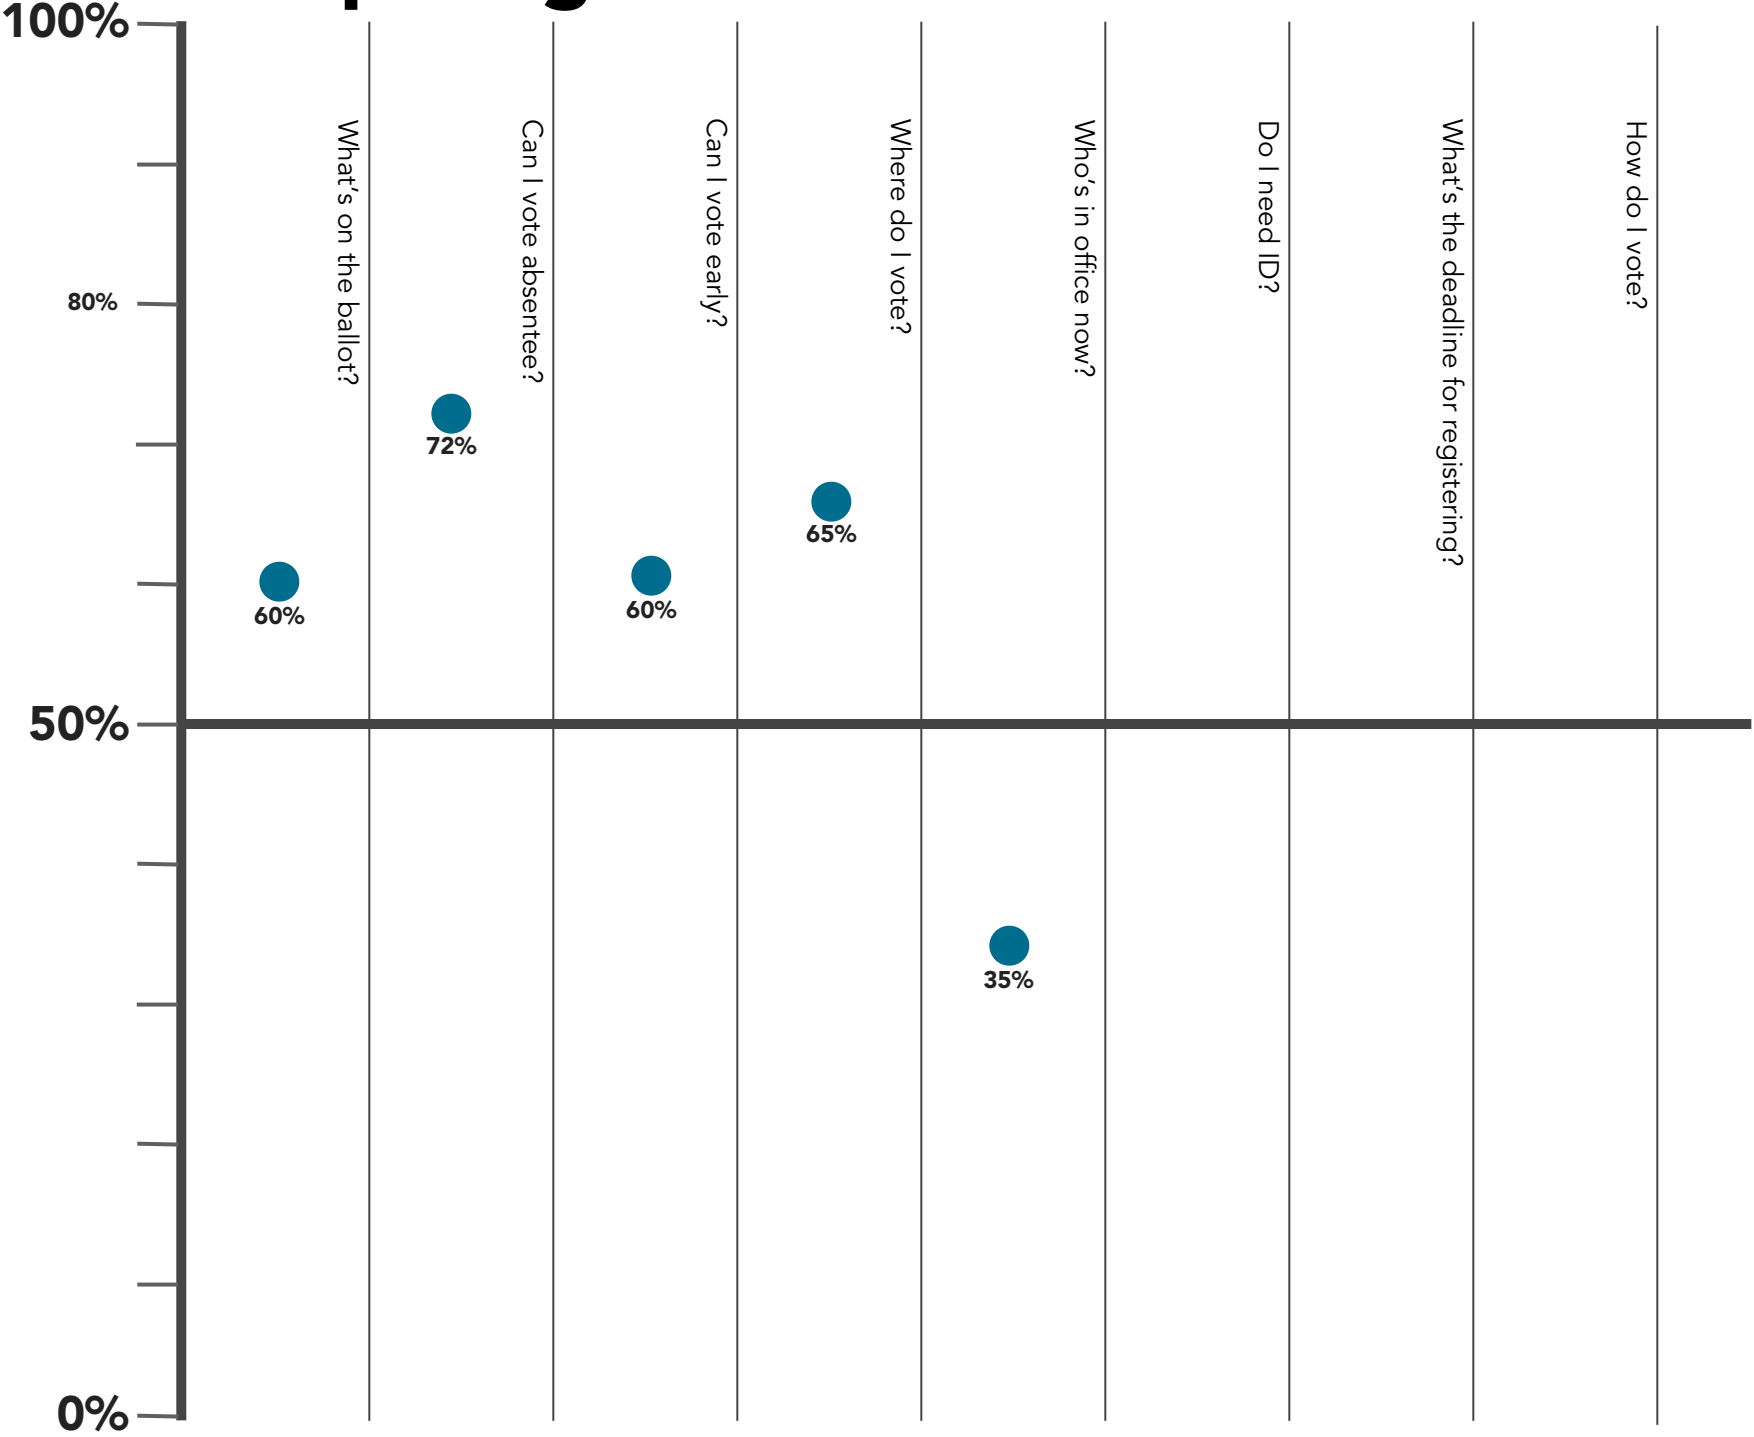 100%
80%
50%
0%
What's on the ballot?
Can I vote absentee?
Can I vote early?
Where do I vote?
Who's in office now?
Do I need ID?
What's the deadline for registering?
How do I vote?
60%
72%
60%
65%
35%